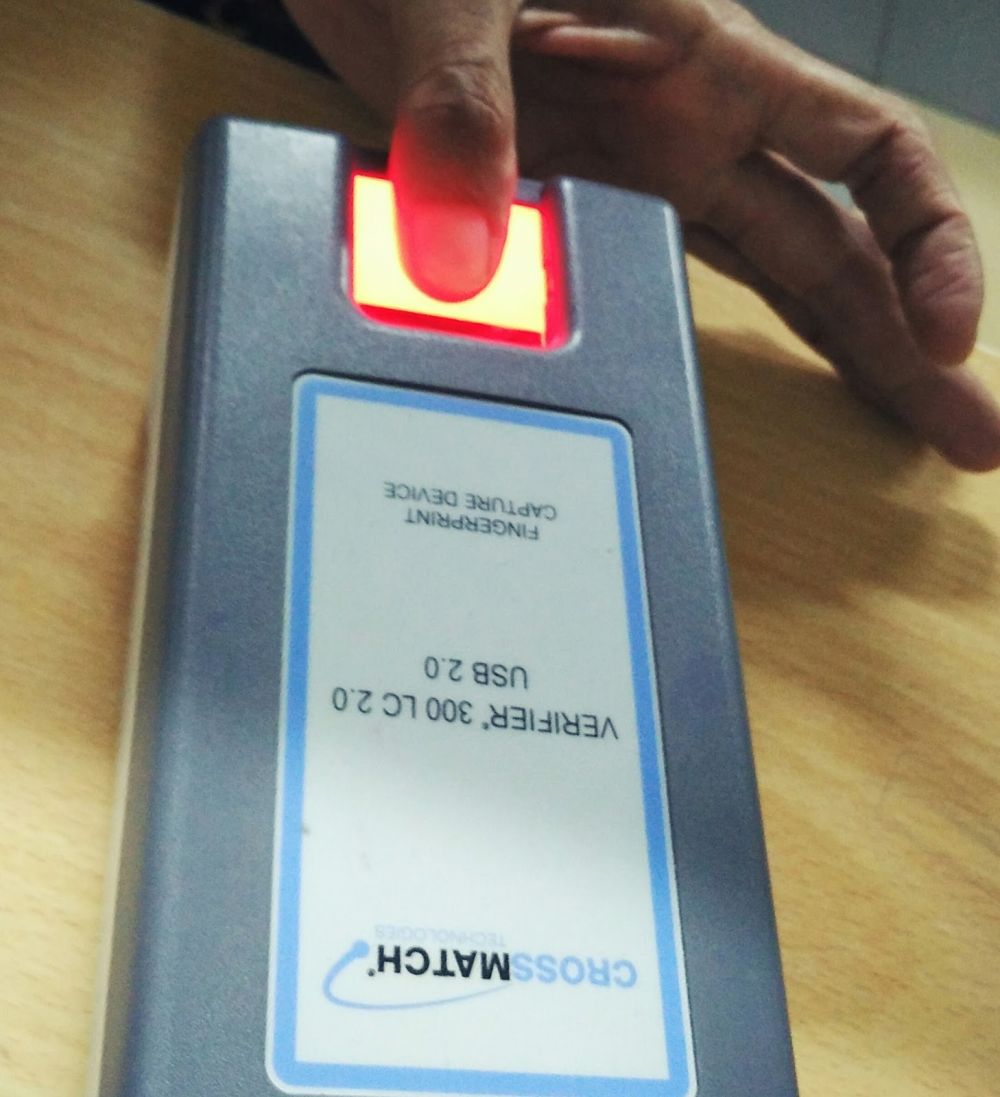 CROSSMATCH®
TECHNOLOGIES
VERIFIER® 300 LC 2.0
USB 2.0
FINGERPRINT
CAPTURE DEVICE